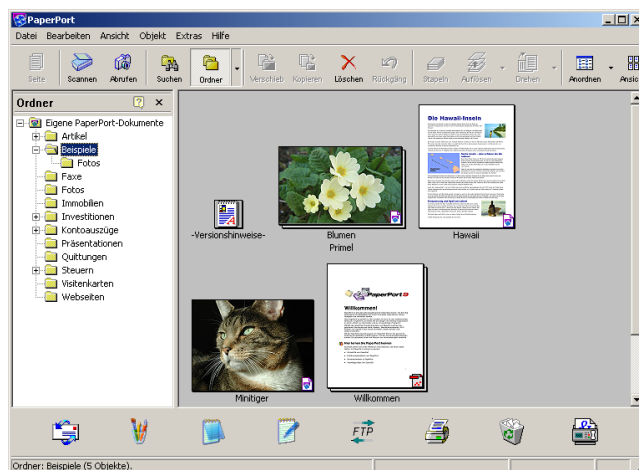 PaperPort
Datei Bearbeiten Ansicht Objekt Extras Hilfe
Seite Scannen Abrufen Suchen Ordner Verschieb Kopieren Löschen Rückgäng Stapeln Auflösen Drehen Anordnen Ansic
Ordner
Eigene PaperPort-Dokumente
Artikel
Beispiele
Fotos
Faxe
Fotos
Immobilien
Investitionen
Kontoauszüge
Präsentationen
Quittungen
Steuern
Visitenkarten
Webseiten
Die Hawaii-Inseln
-Versionshinweise-
Blumen
Primel
Hawaii
PaperPort
Willkommen!
Minitiger
Willkommen
FTP
Ordner: Beispiele (5 Objekte).